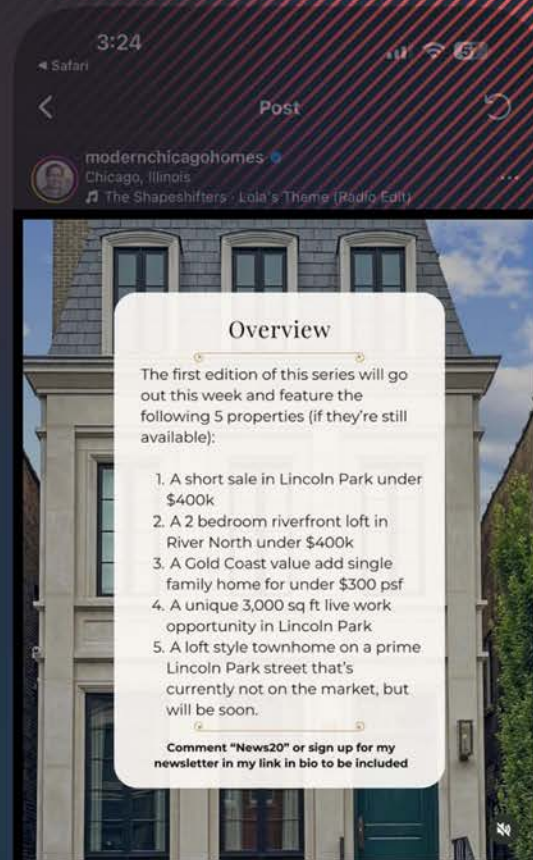 3:24
Safari
Post
modernchicagohomes
Chicago, Illinois
The Shapeshifters · Lola's Theme (Radio Edit)
Overview
The first edition of this series will go
out this week and feature the
following 5 properties (if they're still
available):
1. A short sale in Lincoln Park under
$400k
2. A 2 bedroom riverfront loft in
River North under $400k
3. A Gold Coast value add single
family home for under $300 psf
4. A unique 3,000 sq ft live work
opportunity in Lincoln Park
5. A loft style townhome on a prime
Lincoln Park street that's
currently not on the market, but
will be soon.
Comment "News20" or sign up for my
newsletter in my link in bio to be included